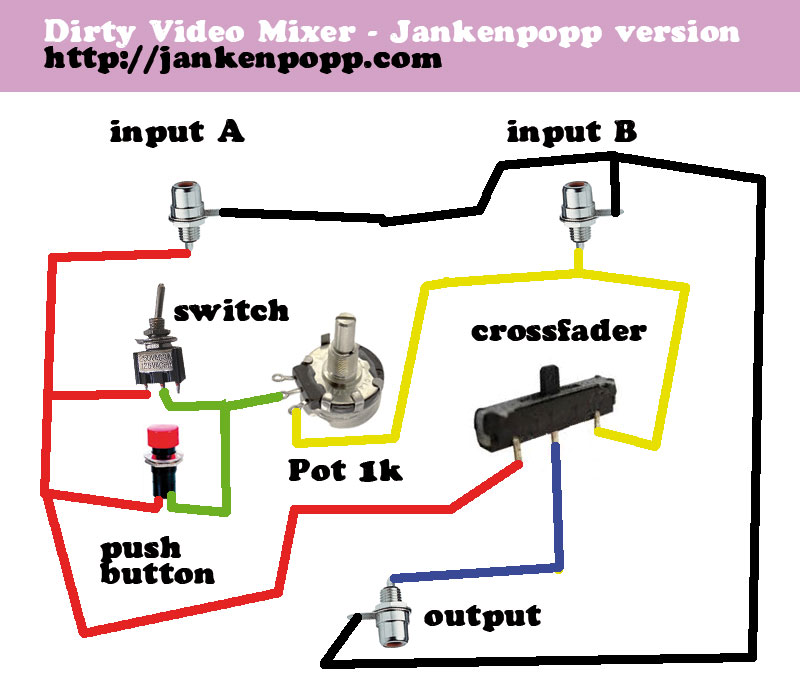 Dirty Video Mixer - Jankenpopp version
http://jankenpopp.com
input A
input B
switch
crossfader
Pot 1k
push
button
output